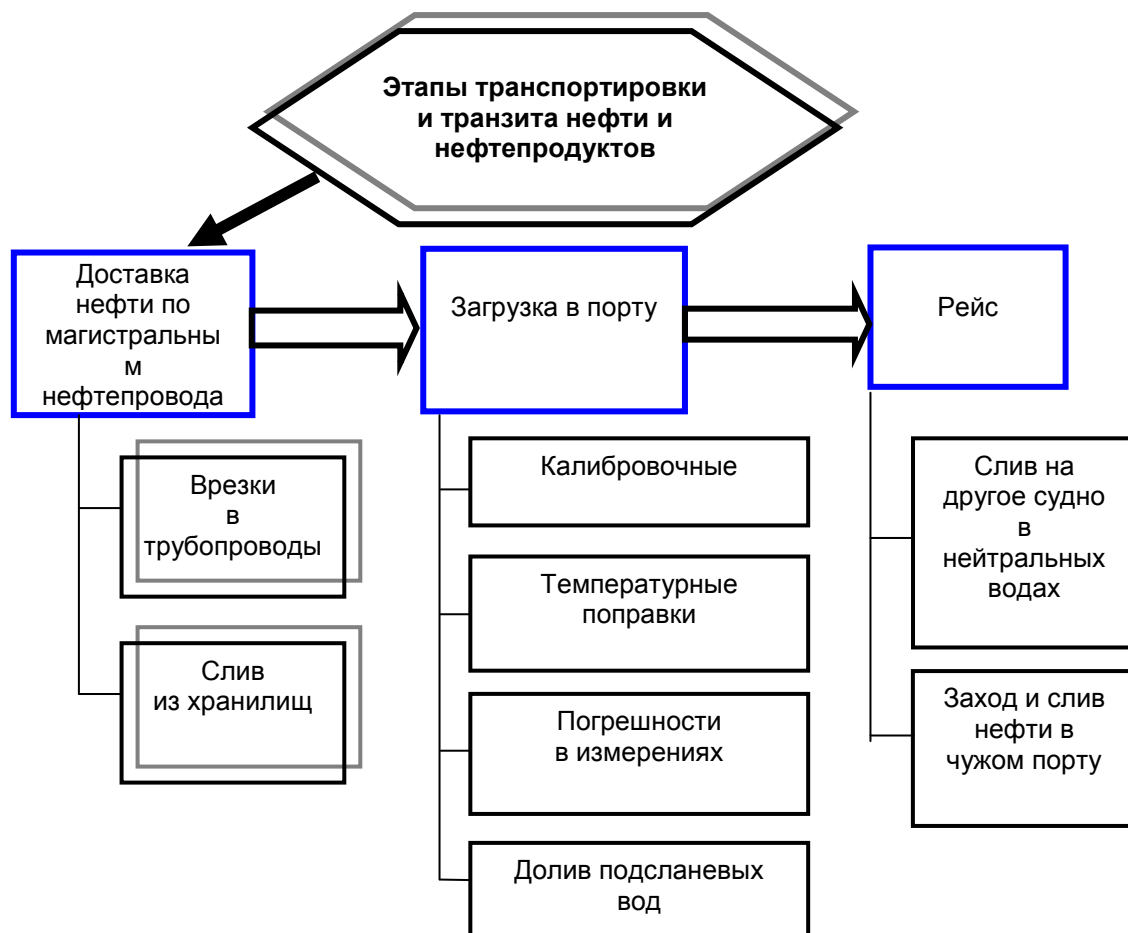 Этапы транспортировки
и транзита нефти и
нефтепродуктов
Доставка
нефти по
магистральны
м
нефтепровода
Загрузка в порту
Рейс
Врезки
в
трубопроводы
Слив
из хранилищ
Калибровочные
Температурные
поправки
Погрешности
в измерениях
Долив подсланевых
вод
Слив на
другое судно
в
нейтральных
водах
Заход и слив
нефти в
чужом порту